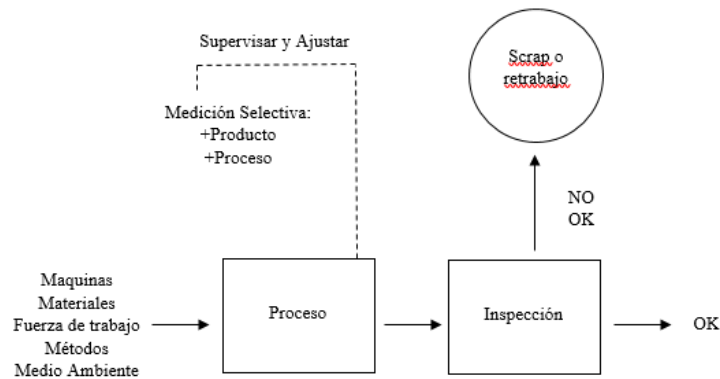 Supervisar y Ajustar
Medición Selectiva:
+Producto
+Proceso
Scrap o
retrabajo
NO
OK
Maquinas
Materiales
Fuerza de trabajo
Métodos
Medio Ambiente
Proceso
Inspección
OK